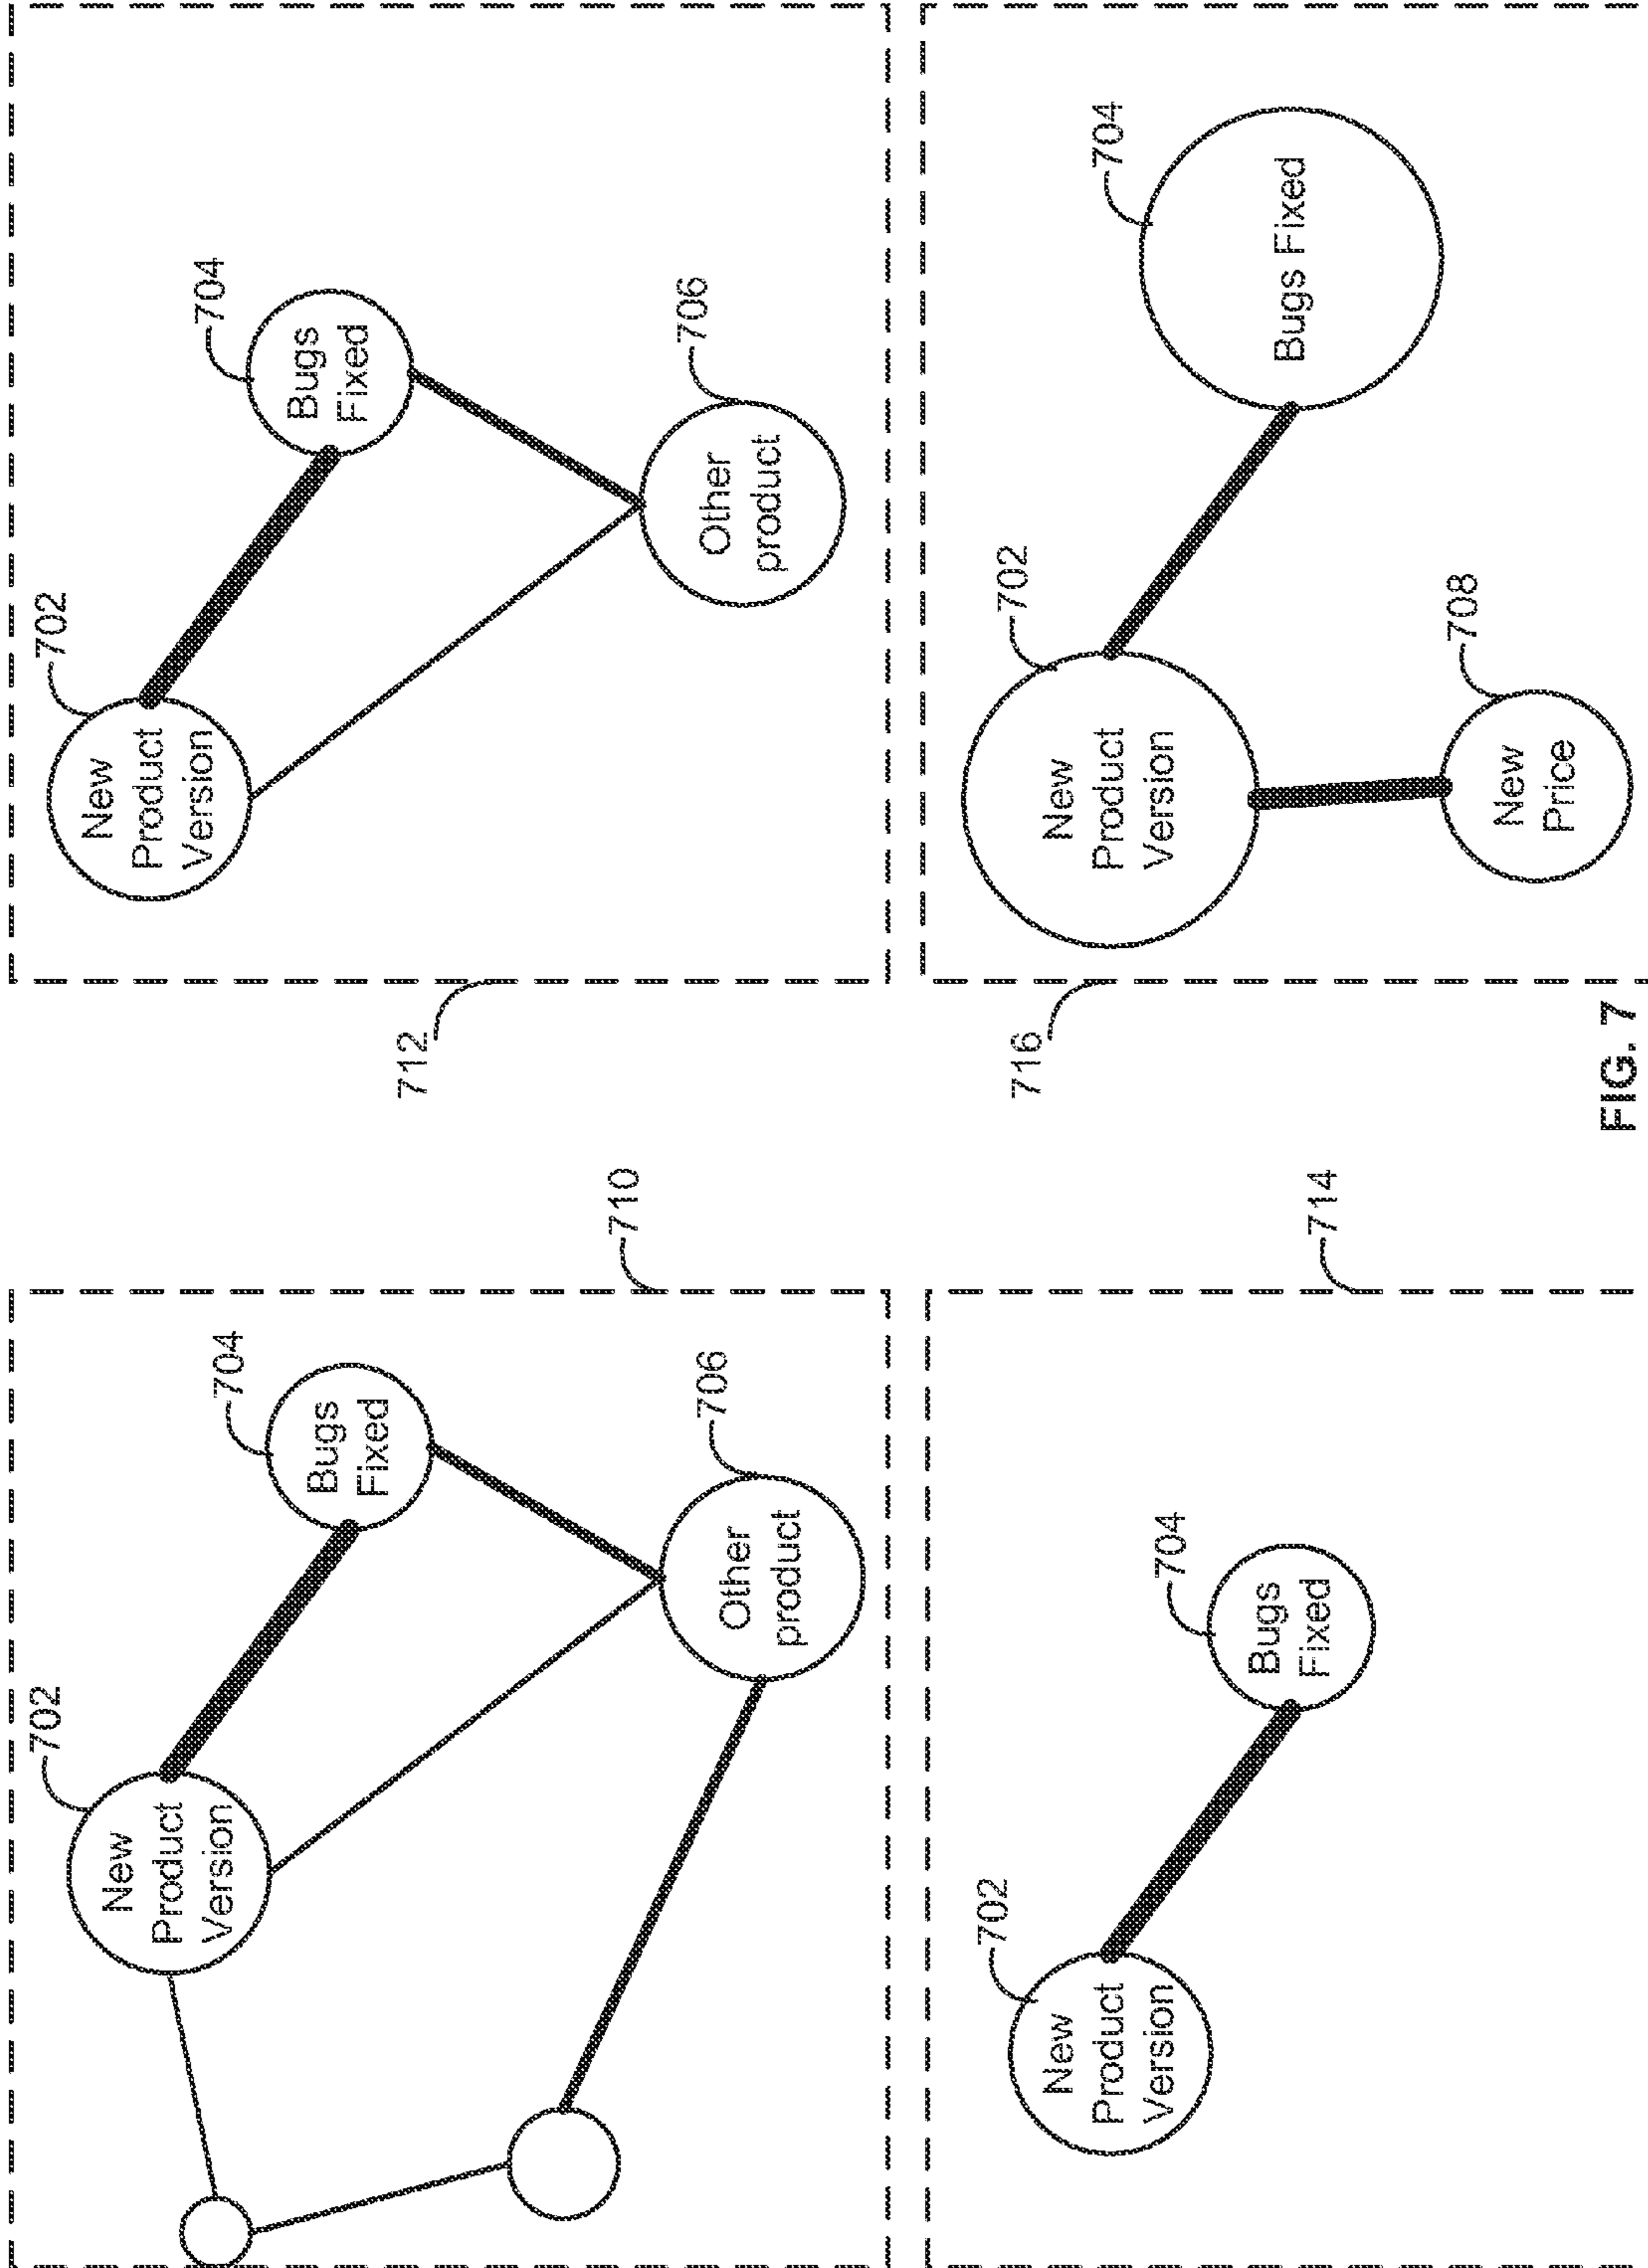 702
New
Product
Version
704
Bugs
Fixed
706
Other
product
710
702
New
Product
Version
704
Bugs
Fixed
706
Other
product
712
702
New
Product
Version
704
Bugs
Fixed
714
702
New
Product
Version
704
Bugs Fixed
708
New
Price
716
FIG. 7